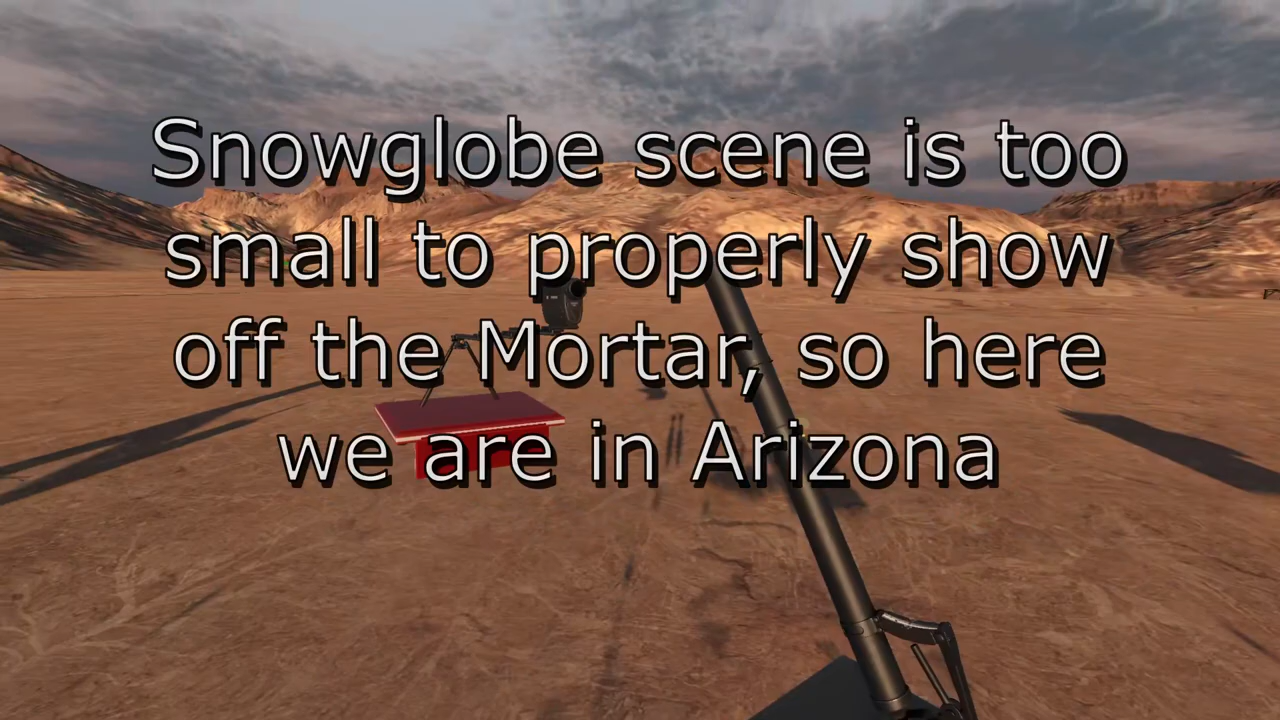 Snowglobe scene is too
small to properly show
off the Mortar, so here
we are in Arizona